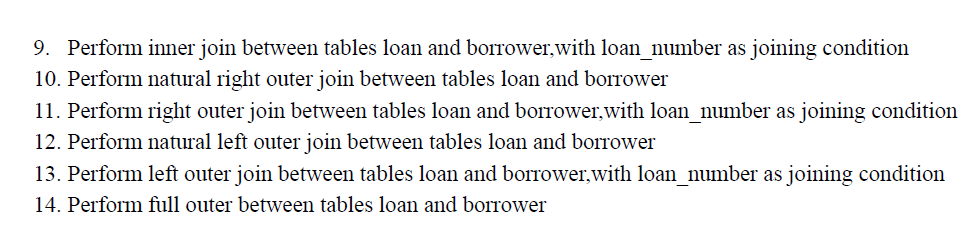 9. Perform inner join between tables loan and borrower,with loan_number as joining condition
10. Perform natural right outer join between tables loan and borrower
11. Perform right outer join between tables loan and borrower,with loan_number as joining condition
12. Perform natural left outer join between tables loan and borrower
13. Perform left outer join between tables loan and borrower,with loan_number as joining condition
14. Perform full outer between tables loan and borrower